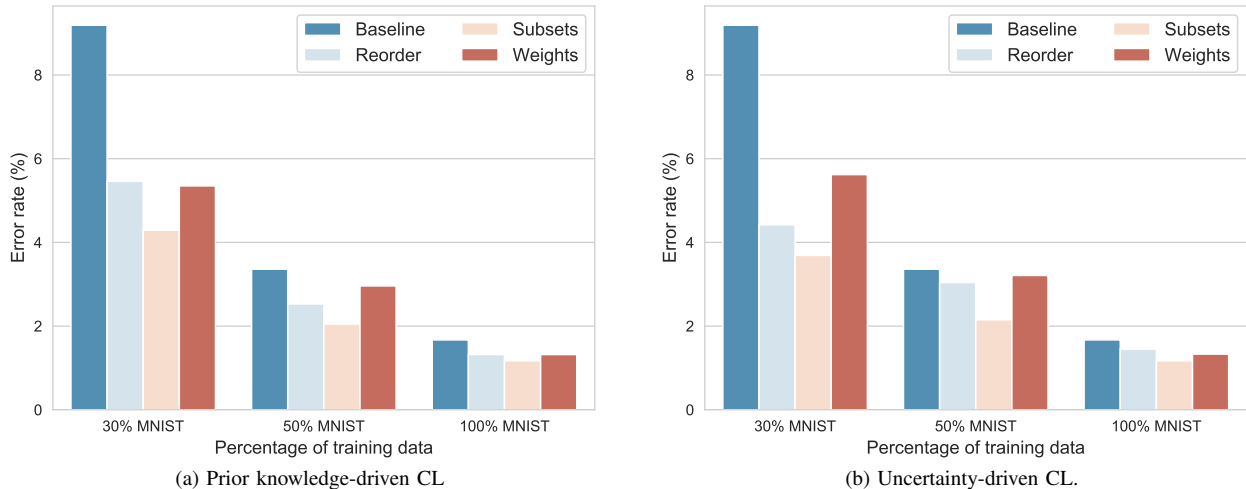 Baseline
Reorder
Subsets
Weights
8
6
4
2
0
Error rate (%)
30% MNIST
50% MNIST
100% MNIST
Percentage of training data
(a) Prior knowledge-driven CL
Baseline
Reorder
Subsets
Weights
8
6
4
2
0
Error rate (%)
30% MNIST
50% MNIST
100% MNIST
Percentage of training data
(b) Uncertainty-driven CL.